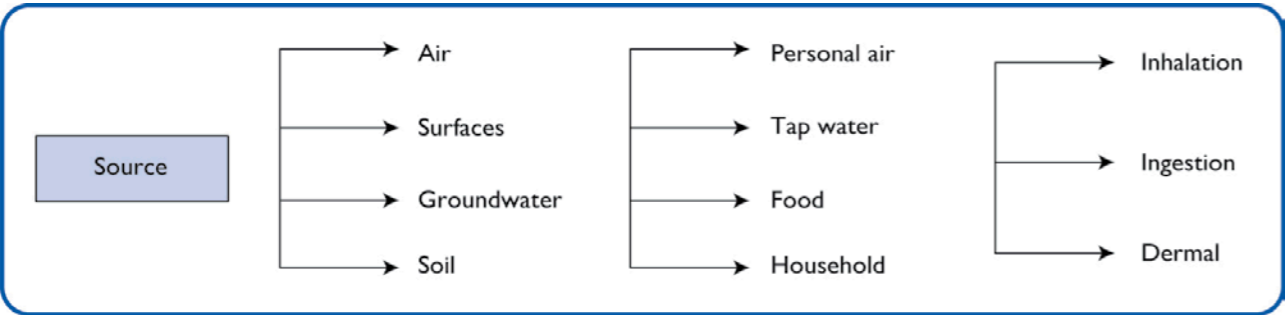 Source
Air
Surfaces
Groundwater
Soil
Personal air
Tap water
Food
Household
Inhalation
Ingestion
Dermal